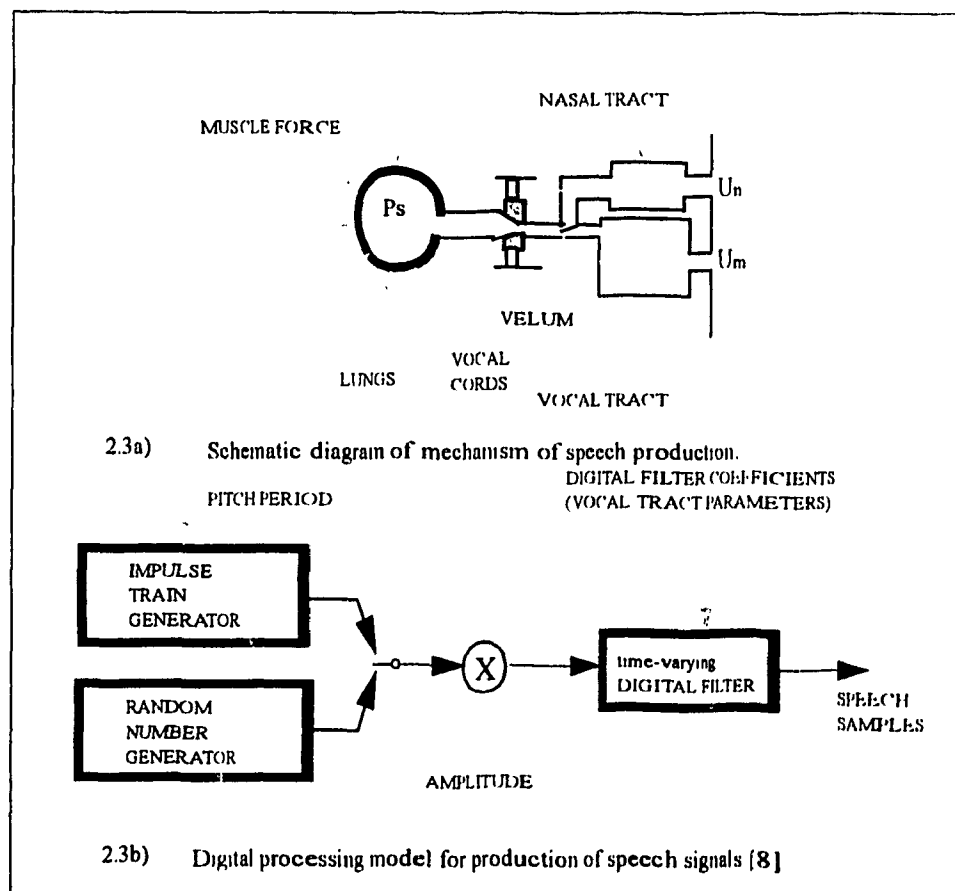 NASAL TRACT
MUSCLE FORCE
Ps
Un
Um
VELUM
VOCAL
CORDS
LUNGS
VOCAL TRACT
2.3a) Schematic diagram of mechanism of speech production.
DIGITAL FILTER COEFFICIENTS
(VOCAL TRACT PARAMETERS)
PITCH PERIOD
IMPULSE
TRAIN
GENERATOR
X
time-varying
DIGITAL FILTER
SPEECH
SAMPLES
RANDOM
NUMBER
GENERATOR
AMPLITUDE
2.3b) Digital processing model for production of speech signals [8]